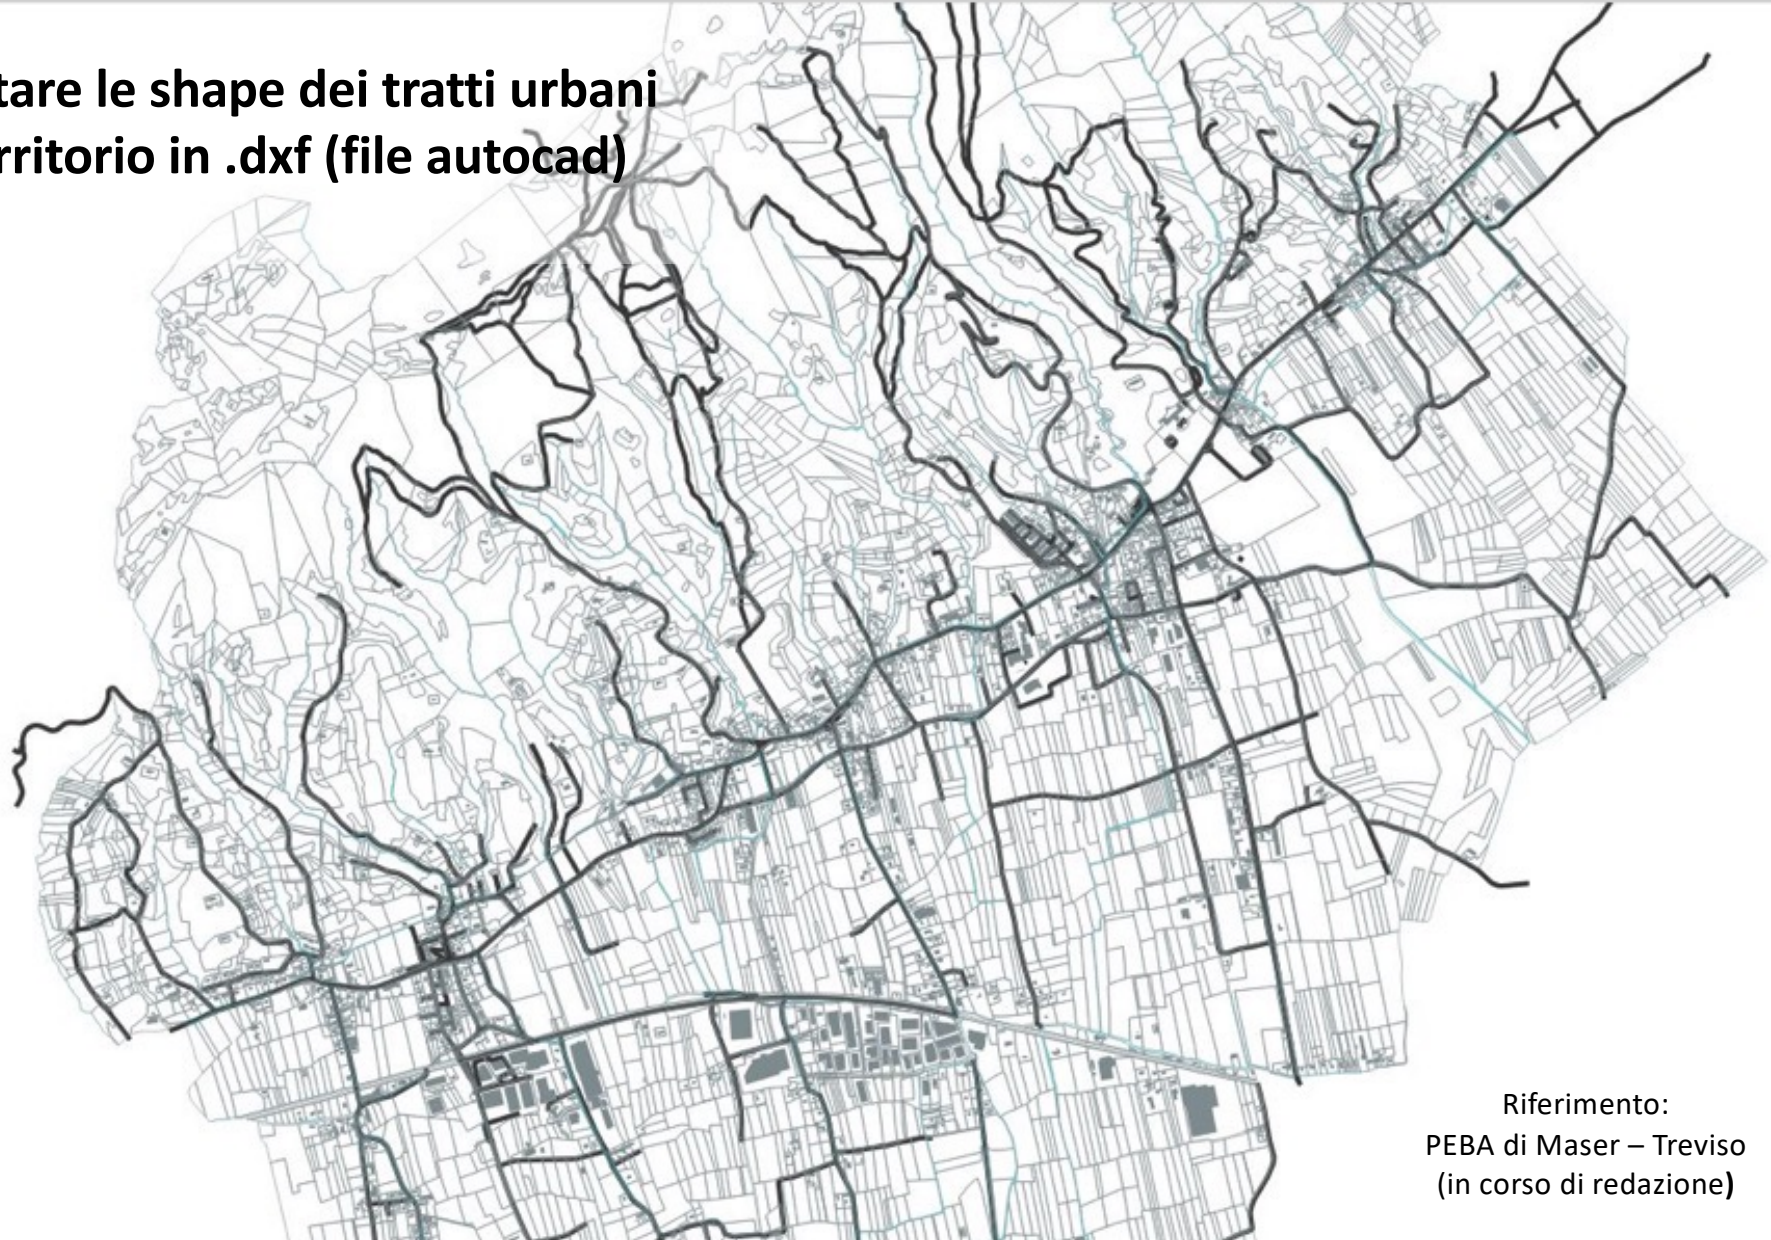 tare le shape dei tratti urbani
rritorio in .dxf (file autocad)
Riferimento:
PEBA di Maser – Treviso
(in corso di redazione)